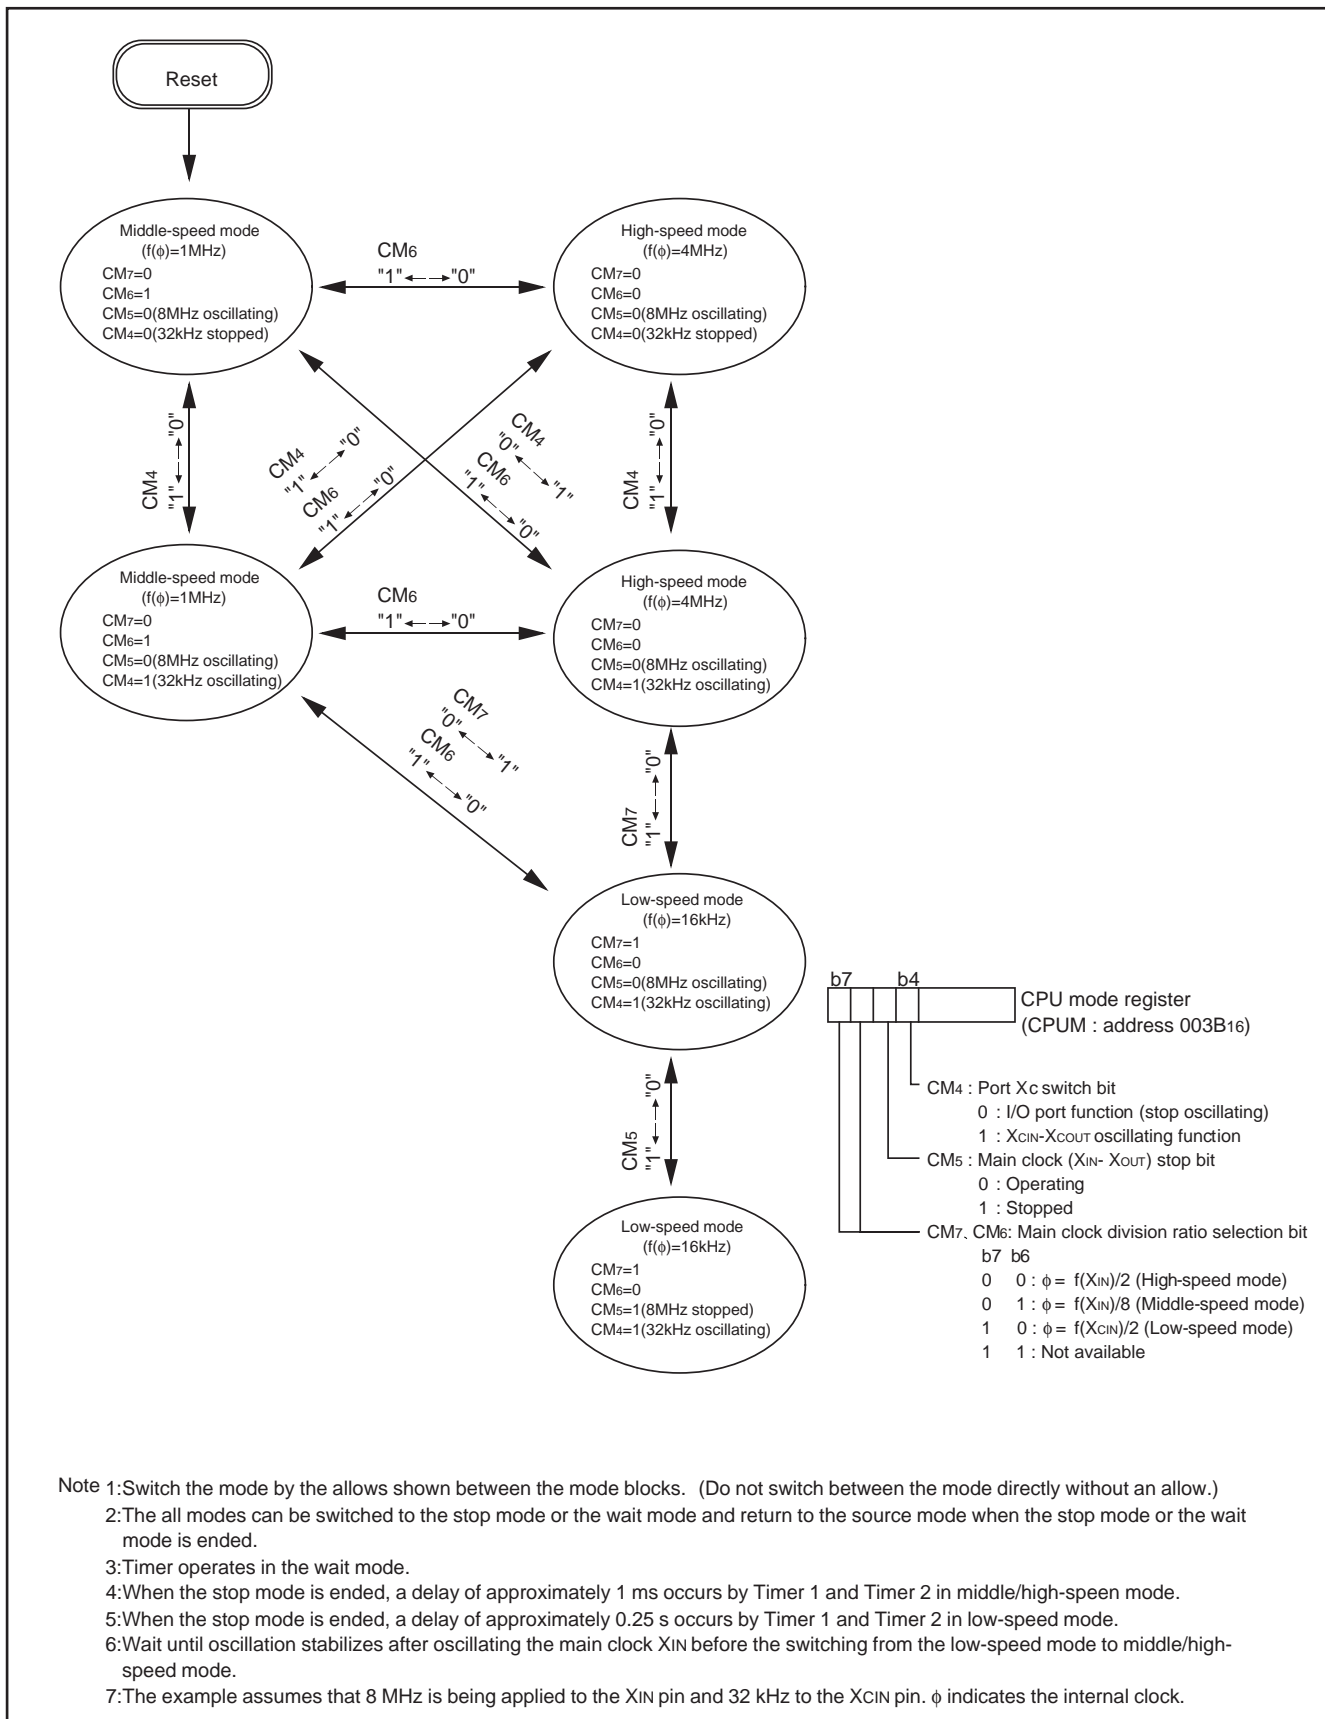 Reset
Middle-speed mode
(f(ϕ)=1MHz)
CM7=0
CM6=1
CM5=0(8MHz oscillating)
CM4=0(32kHz stopped)
CM6
"1" ←→ "0"
High-speed mode
(f(ϕ)=4MHz)
CM7=0
CM6=0
CM5=0(8MHz oscillating)
CM4=0(32kHz stopped)
CM4
"1" ←→ "0"
CM4
"1" ←→ "0"
CM6
"1" ←→ "0"
CM4
"0" ←→ "1"
CM6
"1" ←→ "0"
CM4
"1" ←→ "0"
Middle-speed mode
(f(ϕ)=1MHz)
CM7=0
CM6=1
CM5=0(8MHz oscillating)
CM4=1(32kHz oscillating)
CM6
"1" ←→ "0"
High-speed mode
(f(ϕ)=4MHz)
CM7=0
CM6=0
CM5=0(8MHz oscillating)
CM4=1(32kHz oscillating)
CM7
"0" ←→ "1"
CM6
"1" ←→ "0"
CM7
"1" ←→ "0"
Low-speed mode
(f(ϕ)=16kHz)
CM7=1
CM6=0
CM5=0(8MHz oscillating)
CM4=1(32kHz oscillating)
CM5
"1" ←→ "0"
Low-speed mode
(f(ϕ)=16kHz)
CM7=1
CM6=0
CM5=1(8MHz stopped)
CM4=1(32kHz oscillating)
b7 b4
CPU mode register
(CPUM : address 003B16)
CM4 : Port Xc switch bit
0 : I/O port function (stop oscillating)
1 : XCIN-XCOUT oscillating function
CM5 : Main clock (XIN- XOUT) stop bit
0 : Operating
1 : Stopped
CM7、CM6: Main clock division ratio selection bit
b7 b6
0 0 : ϕ = f(XIN)/2 (High-speed mode)
0 1 : ϕ = f(XIN)/8 (Middle-speed mode)
1 0 : ϕ = f(XCIN)/2 (Low-speed mode)
1 1 : Not available
Note 1:Switch the mode by the allows shown between the mode blocks. (Do not switch between the mode directly without an allow.)
2:The all modes can be switched to the stop mode or the wait mode and return to the source mode when the stop mode or the wait
mode is ended.
3:Timer operates in the wait mode.
4:When the stop mode is ended, a delay of approximately 1 ms occurs by Timer 1 and Timer 2 in middle/high-speen mode.
5:When the stop mode is ended, a delay of approximately 0.25 s occurs by Timer 1 and Timer 2 in low-speed mode.
6:Wait until oscillation stabilizes after oscillating the main clock XIN before the switching from the low-speed mode to middle/high-
speed mode.
7:The example assumes that 8 MHz is being applied to the XIN pin and 32 kHz to the XCIN pin. ϕ indicates the internal clock.